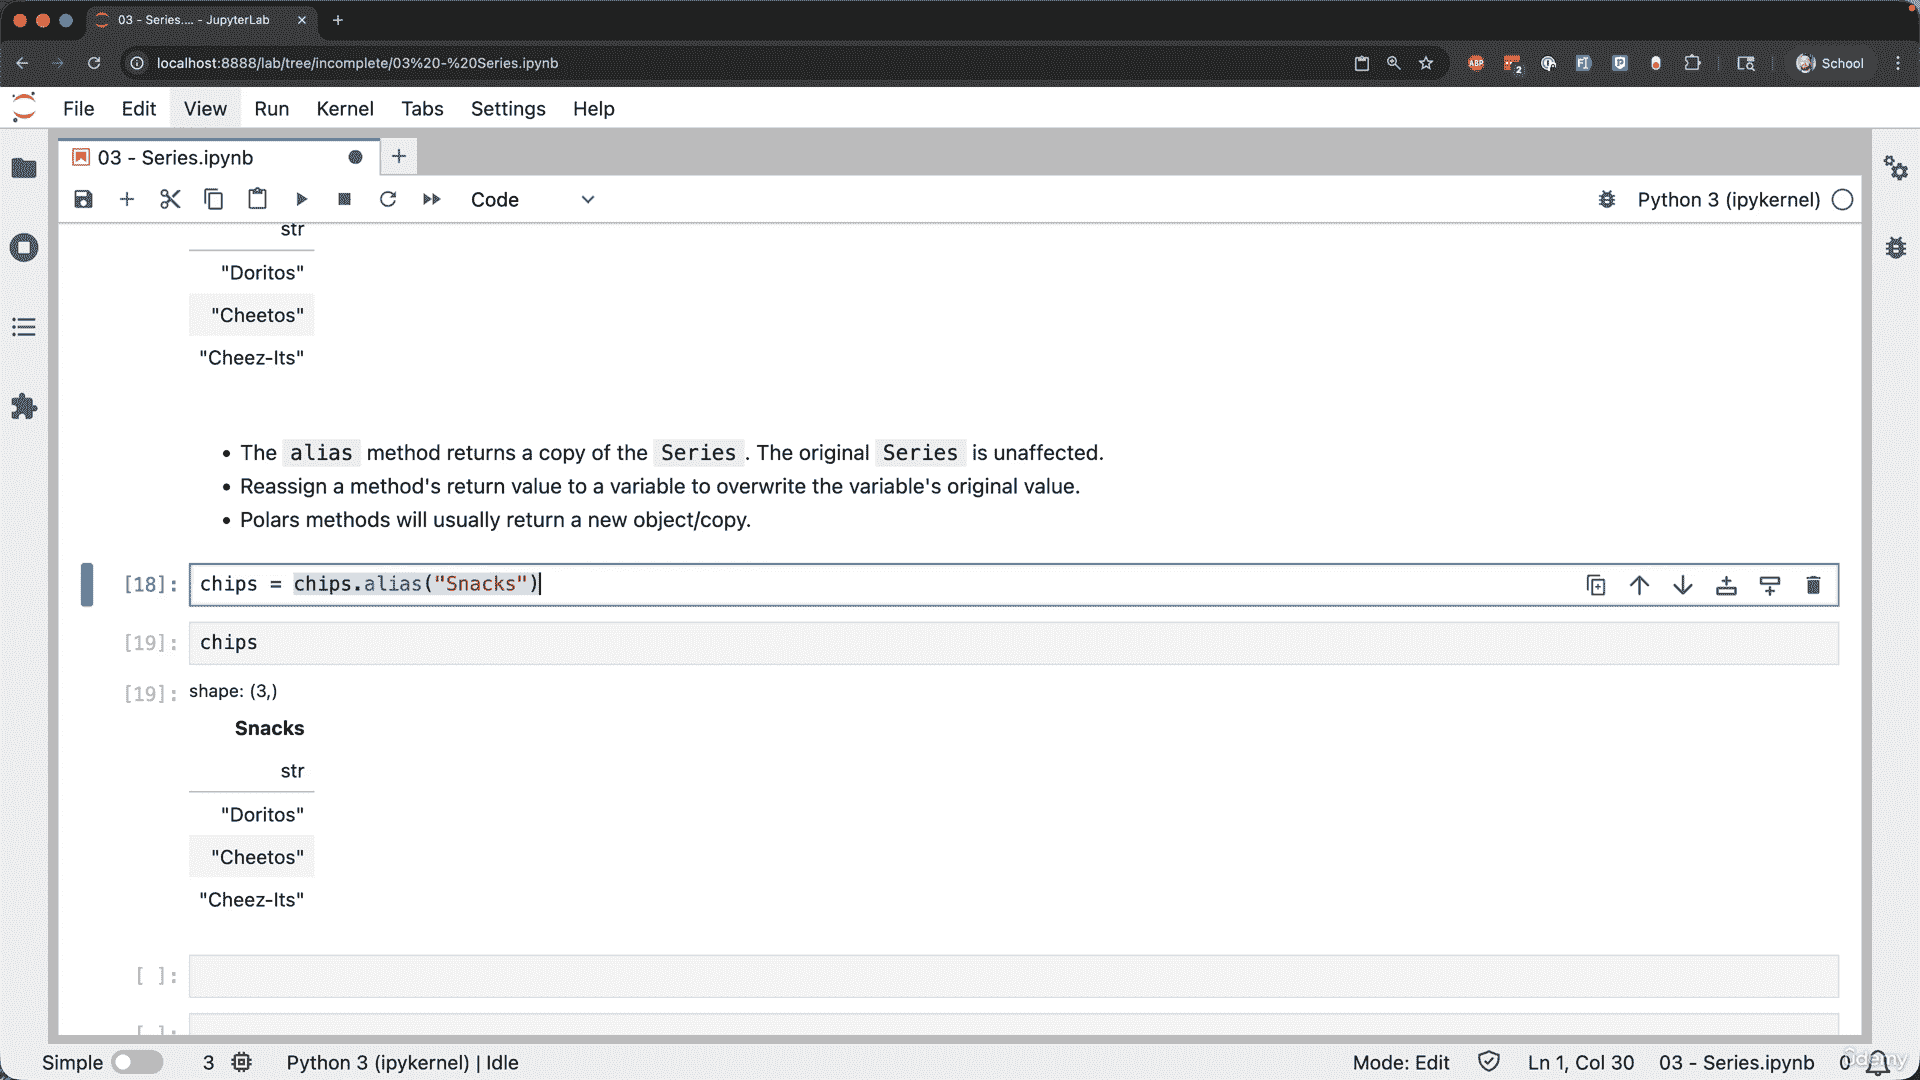 03 - Series.... - JupyterLab
localhost:8888/lab/tree/incomplete/03%20-%20Series.ipynb
ABP
2
School
File Edit View Run Kernel Tabs Settings Help
03 - Series.ipynb
Code
Python 3 (ipykernel)
str
"Doritos"
"Cheetos"
"Cheez-Its"
• The alias method returns a copy of the Series. The original Series is unaffected.
• Reassign a method's return value to a variable to overwrite the variable's original value.
• Polars methods will usually return a new object/copy.
[18]: chips = chips.alias("Snacks")
[19]: chips
[19]: shape: (3,)
Snacks
str
"Doritos"
"Cheetos"
"Cheez-Its"
[ ]:
[ ]:
Simple 3 Python 3 (ipykernel) | Idle Mode: Edit Ln 1, Col 30 03 - Series.ipynb 0
Udemy